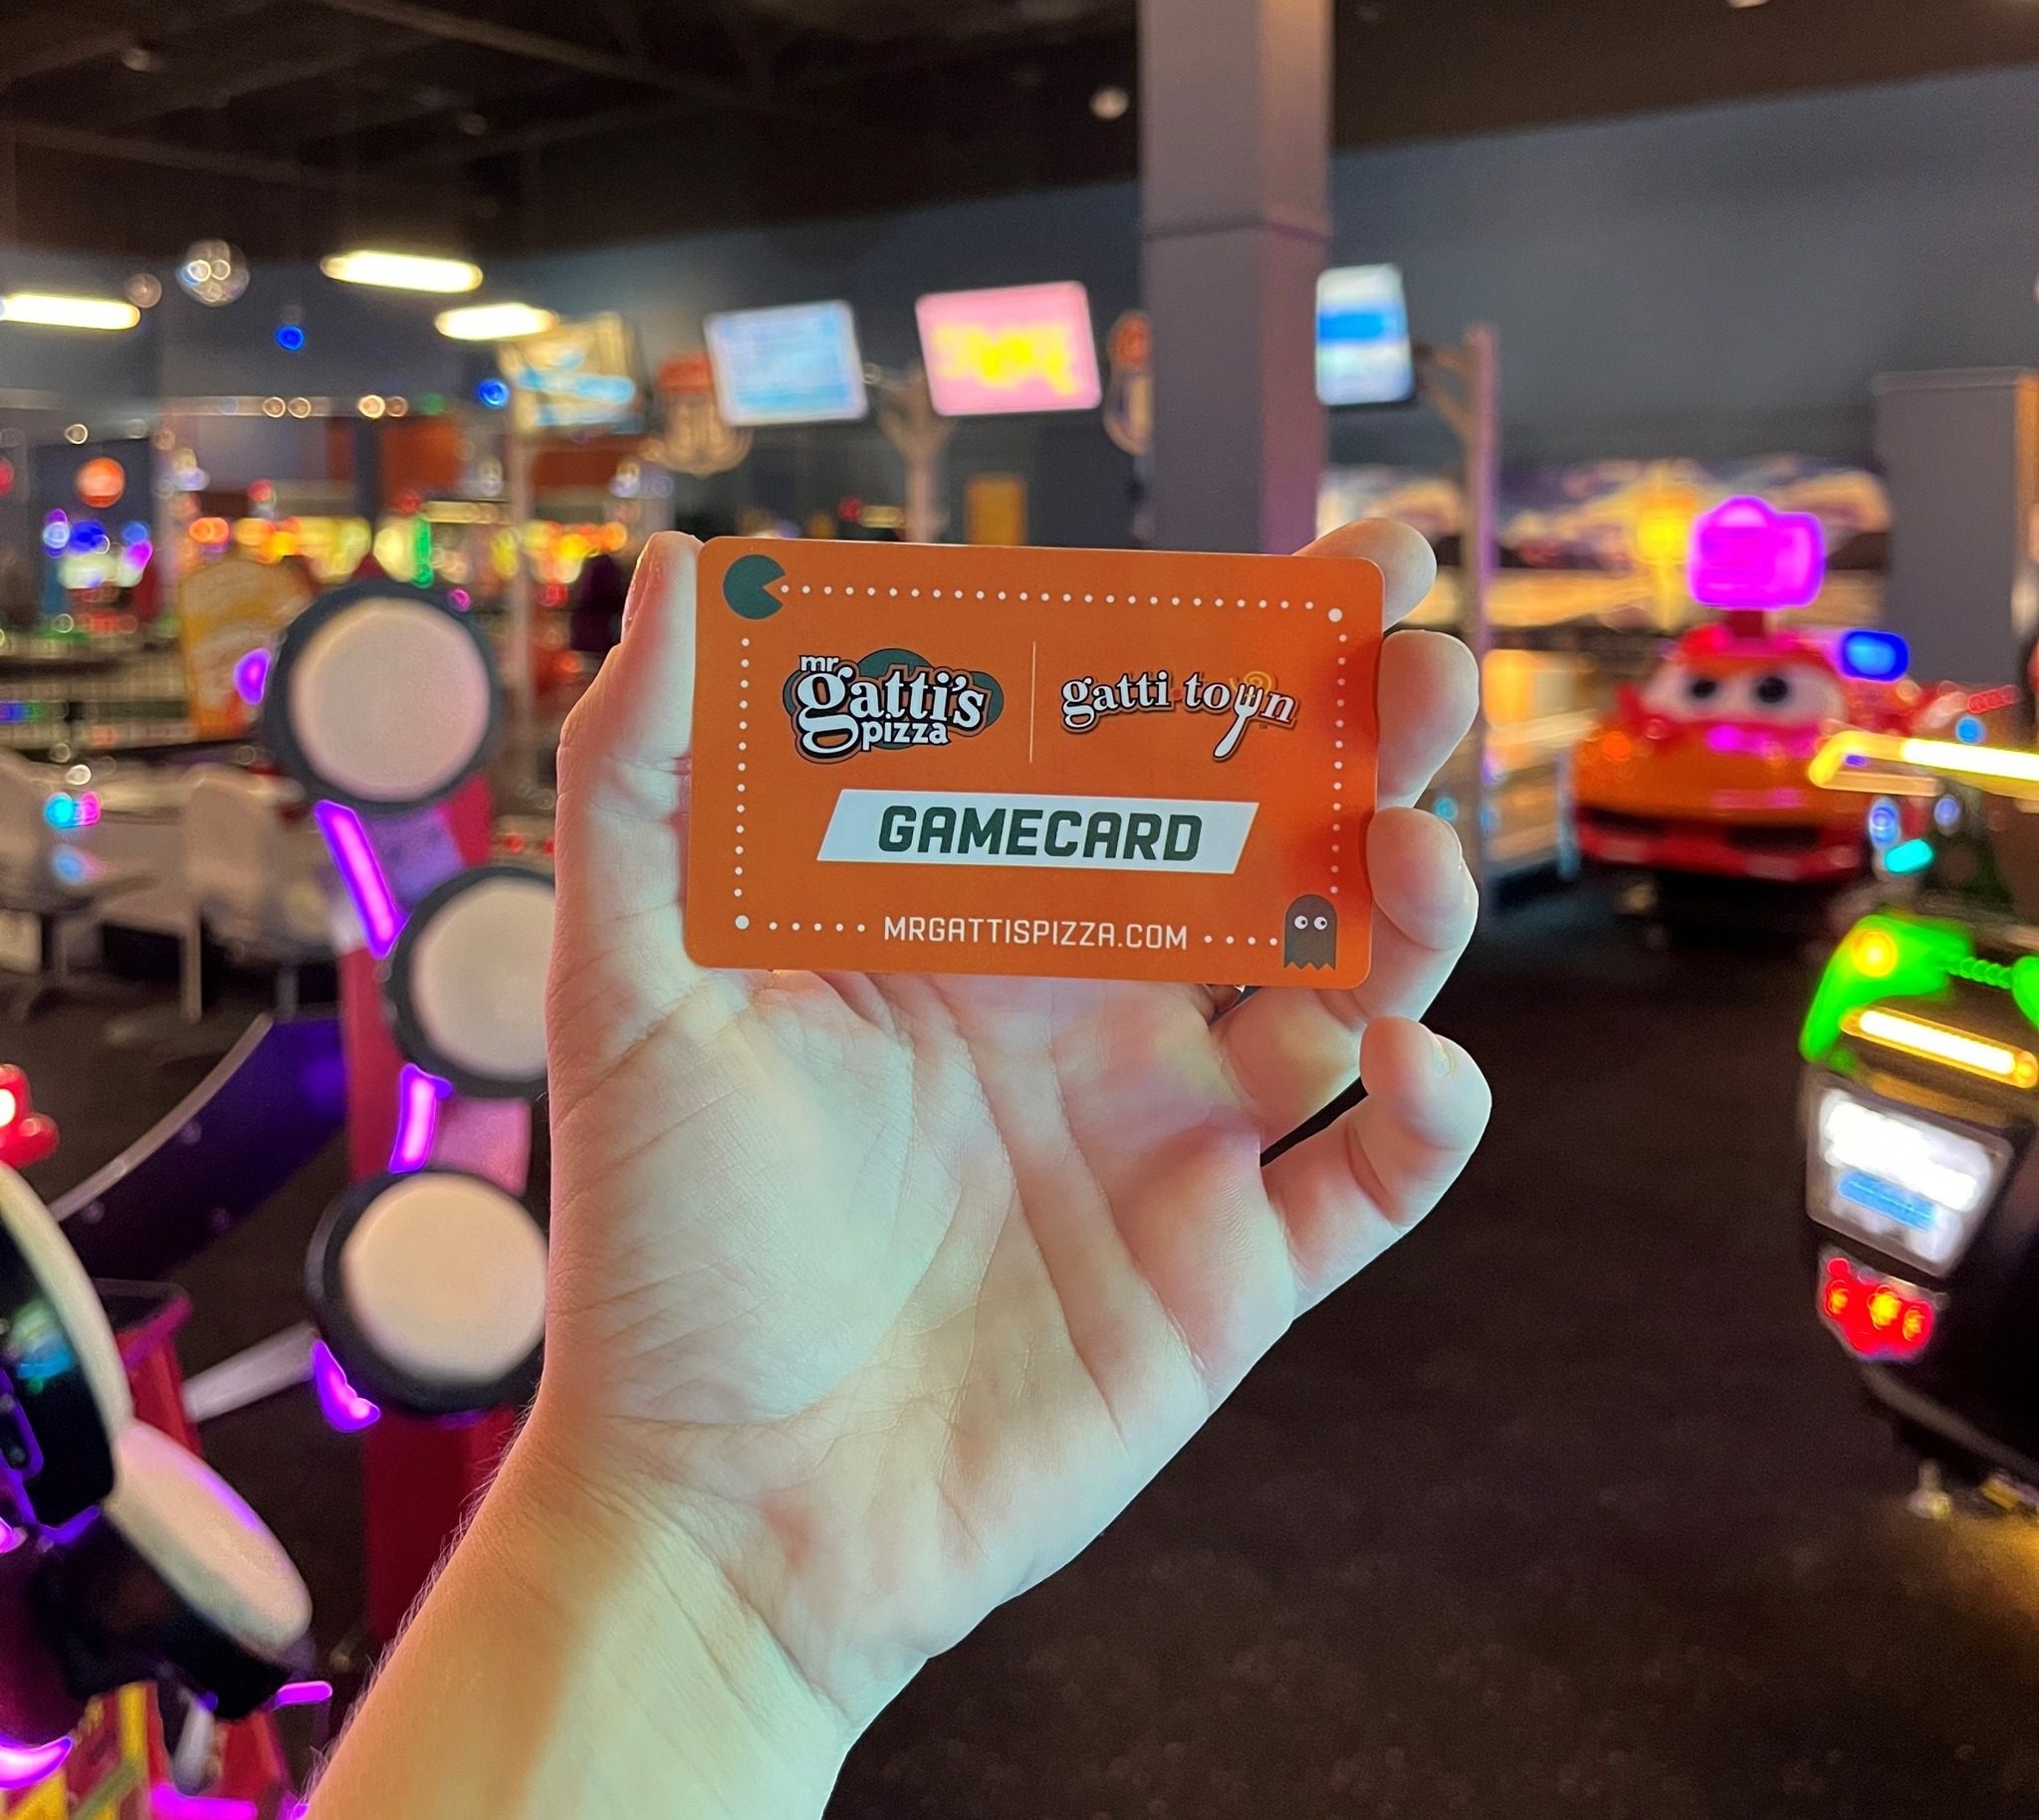 mr
gatti's
pizza
gatti town
GAMECARD
MRGATTISPIZZA.COM